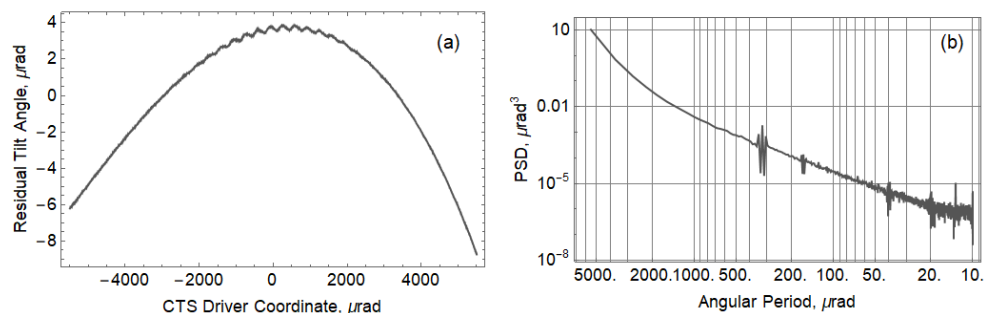 (a)
4
2
0
−2
−4
−6
−8
Residual Tilt Angle, μrad
−4000 −2000 0 2000 4000
CTS Driver Coordinate, μrad
(b)
10
0.01
10⁻⁵
10⁻⁸
PSD, μrad³
5000. 2000. 1000. 500. 200. 100. 50. 20. 10.
Angular Period, μrad